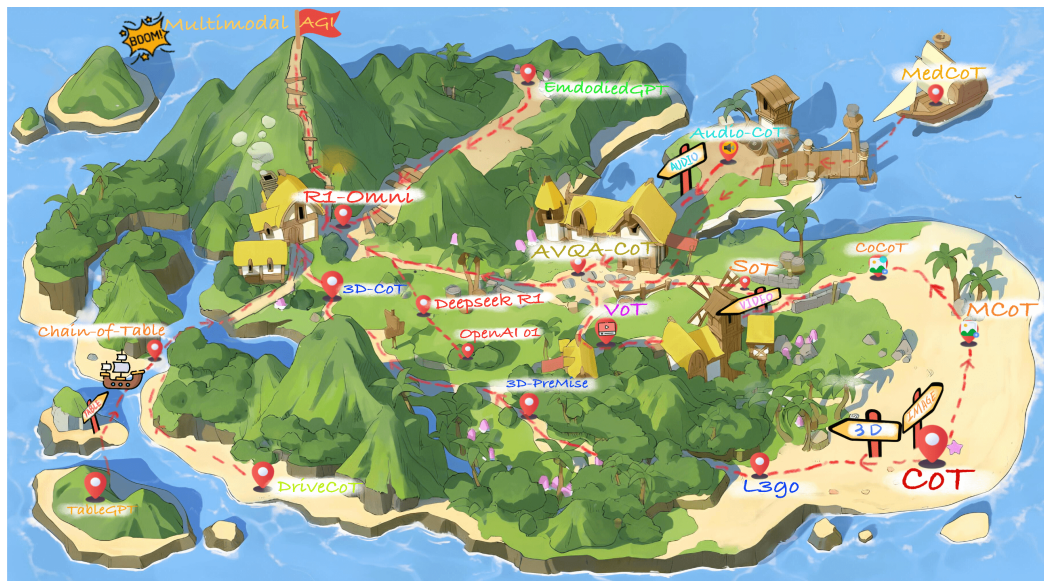 BOOM!
Multimodal AGI
EmdodiedGPT
MedCoT
Audio-CoT
AUDIO
R1-Omni
AVQA-CoT
SoT
CoCoT
3D-CoT
Deepseek R1
VoT
VIDEO
MCoT
Chain-of-Table
OpenAI o1
3D-PreMise
TABLE
IMAGE
3D
L3go
CoT
DriveCoT
TableGPT